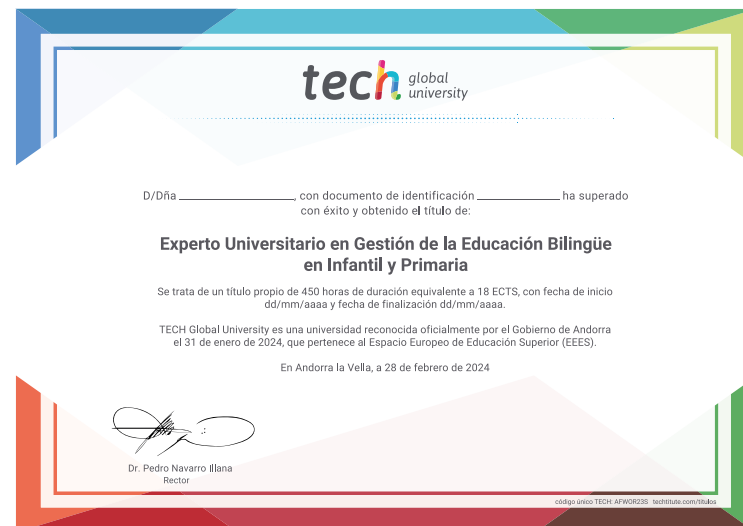 tech global university
D/Dña ____________________, con documento de identificación ______________ ha superado
con éxito y obtenido el título de:
Experto Universitario en Gestión de la Educación Bilingüe
en Infantil y Primaria
Se trata de un título propio de 450 horas de duración equivalente a 18 ECTS, con fecha de inicio
dd/mm/aaaa y fecha de finalización dd/mm/aaaa.
TECH Global University es una universidad reconocida oficialmente por el Gobierno de Andorra
el 31 de enero de 2024, que pertenece al Espacio Europeo de Educación Superior (EEES).
En Andorra la Vella, a 28 de febrero de 2024
Dr. Pedro Navarro Illana
Rector
código único TECH: AFWOR23S techtitute.com/titulos